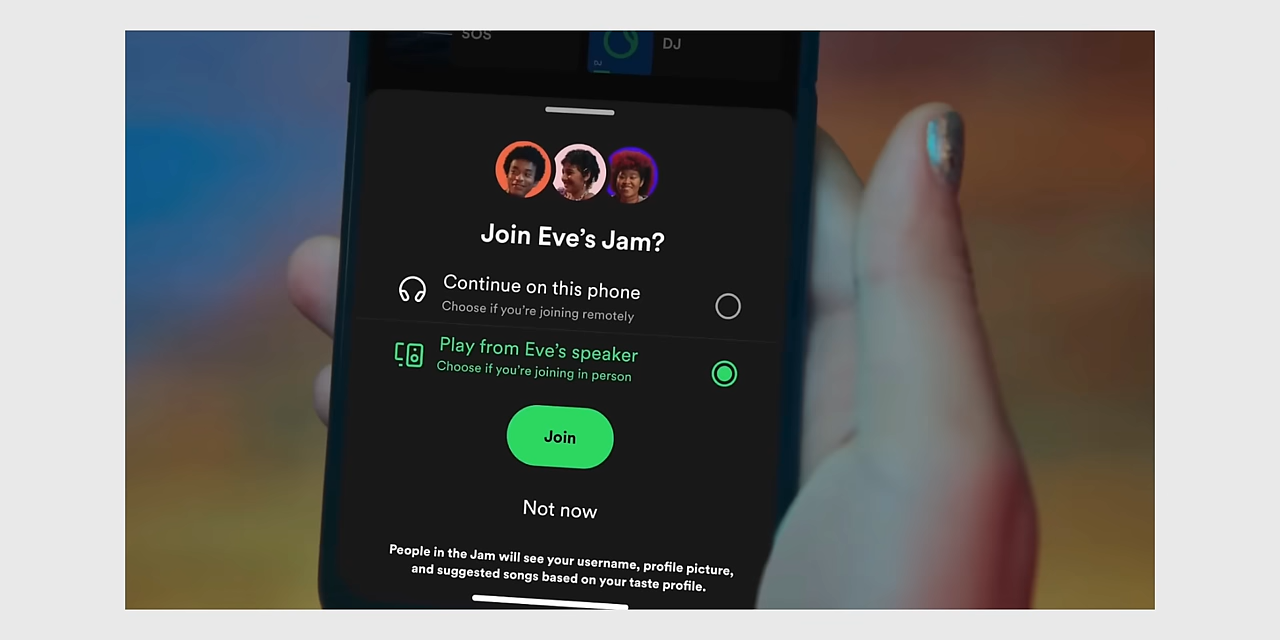 SOS
DJ
DJ
Join Eve's Jam?
Continue on this phone
Choose if you're joining remotely
Play from Eve's speaker
Choose if you're joining in person
Join
Not now
People in the Jam will see your username, profile picture,
and suggested songs based on your taste profile.